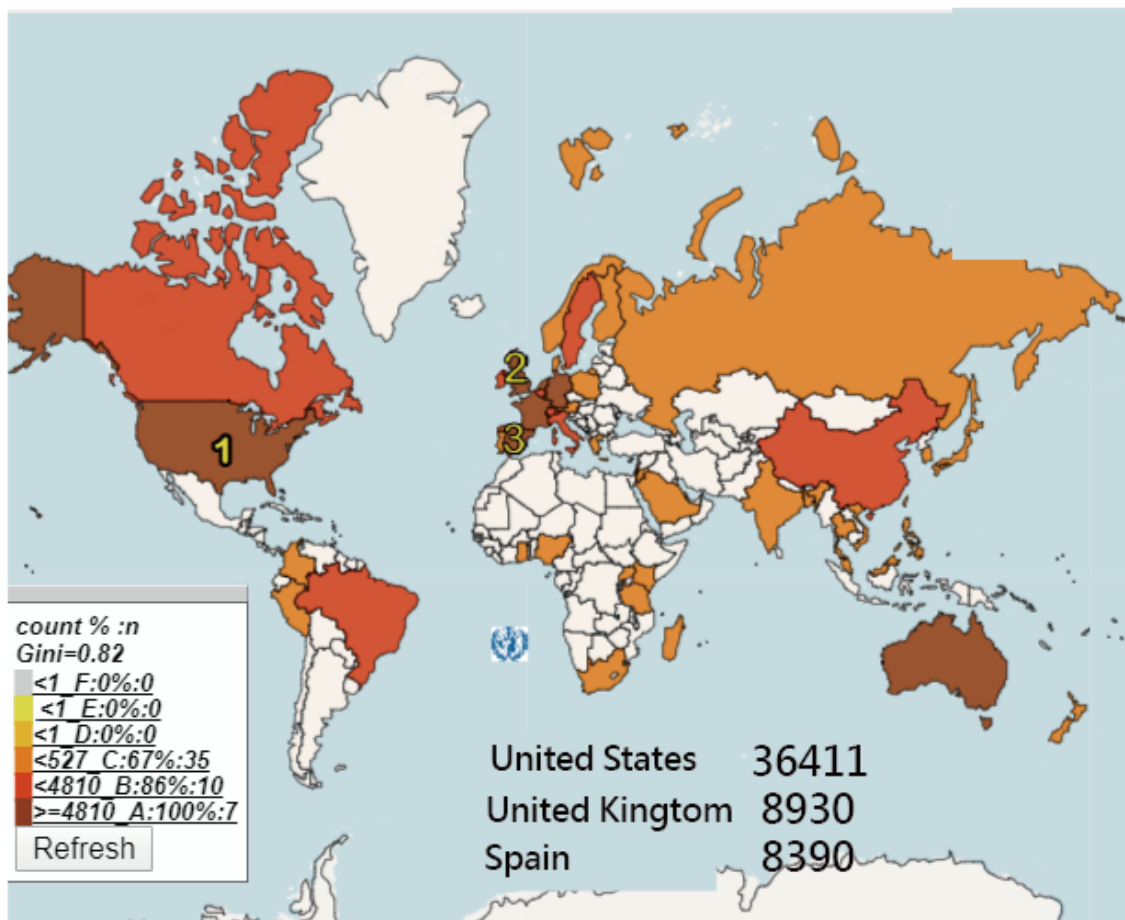 2
3
1
count % :n
Gini=0.82
<1_F:0%:0
<1_E:0%:0
<1_D:0%:0
<527_C:67%:35
<4810_B:86%:10
>=4810_A:100%:7
Refresh
United States 36411
United Kingtom 8930
Spain 8390